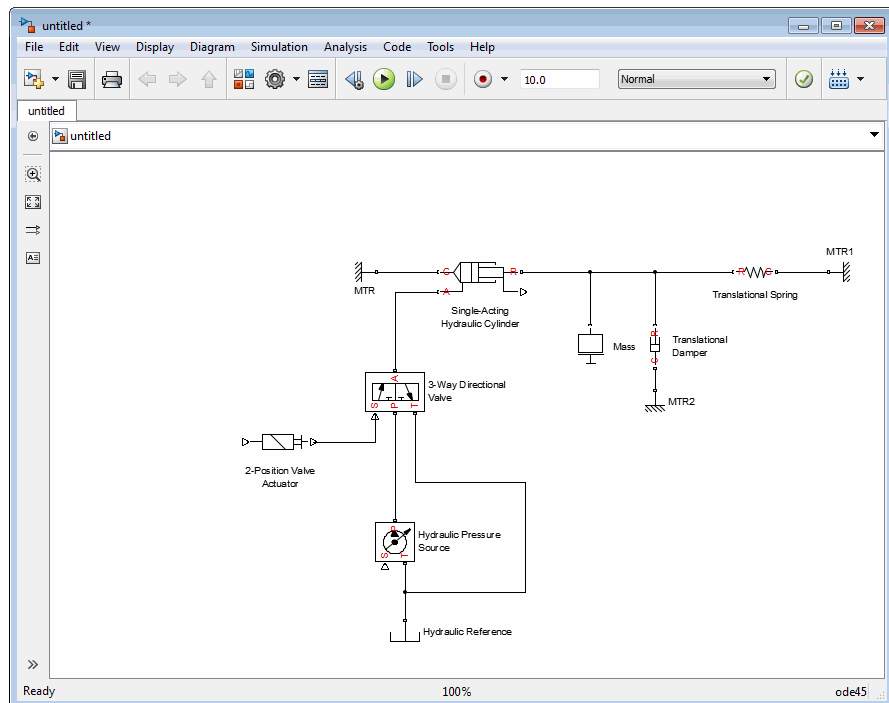 untitled *
File Edit View Display Diagram Simulation Analysis Code Tools Help
10.0 Normal
untitled
untitled
MTR1
C R R C
MTR
Translational Spring
A
Single-Acting
Hydraulic Cylinder
R
Mass
Translational
Damper
C
A
3-Way Directional
Valve
S P T
MTR2
2-Position Valve
Actuator
P
Hydraulic Pressure
Source
S T
Hydraulic Reference
Ready 100% ode45